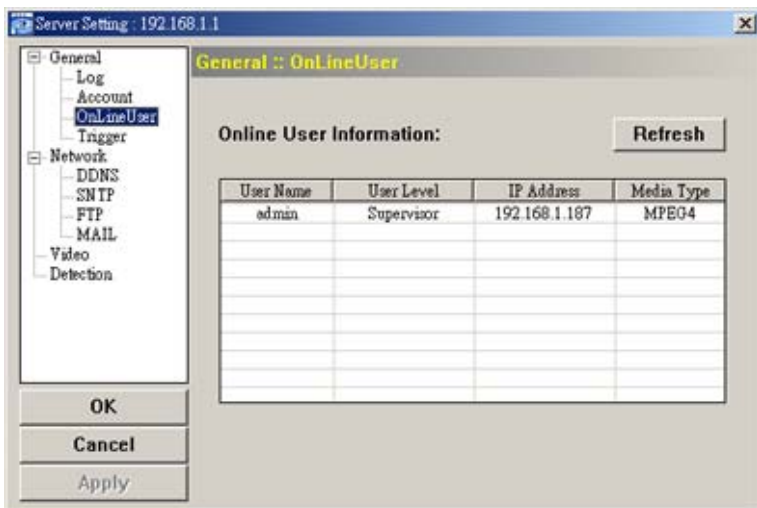 Server Setting : 192.168.1.1
General
Log
Account
OnLineUser
Trigger
Network
DDNS
SNTP
FTP
MAIL
Video
Detection
OK
Cancel
Apply
General :: OnLineUser
Online User Information:
Refresh
User Name User Level IP Address Media Type
admin Supervisor 192.168.1.187 MPEG4